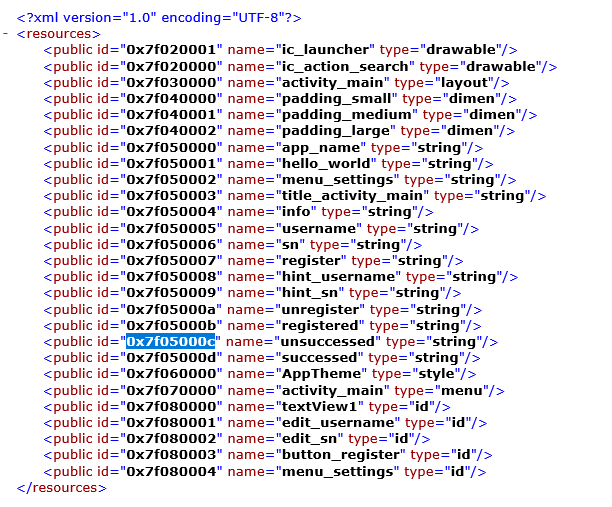 <?xml version="1.0" encoding="UTF-8"?>
- <resources>
<public id="0x7f020001" name="ic_launcher" type="drawable"/>
<public id="0x7f020000" name="ic_action_search" type="drawable"/>
<public id="0x7f030000" name="activity_main" type="layout"/>
<public id="0x7f040000" name="padding_small" type="dimen"/>
<public id="0x7f040001" name="padding_medium" type="dimen"/>
<public id="0x7f040002" name="padding_large" type="dimen"/>
<public id="0x7f050000" name="app_name" type="string"/>
<public id="0x7f050001" name="hello_world" type="string"/>
<public id="0x7f050002" name="menu_settings" type="string"/>
<public id="0x7f050003" name="title_activity_main" type="string"/>
<public id="0x7f050004" name="info" type="string"/>
<public id="0x7f050005" name="username" type="string"/>
<public id="0x7f050006" name="sn" type="string"/>
<public id="0x7f050007" name="register" type="string"/>
<public id="0x7f050008" name="hint_username" type="string"/>
<public id="0x7f050009" name="hint_sn" type="string"/>
<public id="0x7f05000a" name="unregister" type="string"/>
<public id="0x7f05000b" name="registered" type="string"/>
<public id="0x7f05000c" name="unsuccessed" type="string"/>
<public id="0x7f05000d" name="successed" type="string"/>
<public id="0x7f060000" name="AppTheme" type="style"/>
<public id="0x7f070000" name="activity_main" type="menu"/>
<public id="0x7f080000" name="textView1" type="id"/>
<public id="0x7f080001" name="edit_username" type="id"/>
<public id="0x7f080002" name="edit_sn" type="id"/>
<public id="0x7f080003" name="button_register" type="id"/>
<public id="0x7f080004" name="menu_settings" type="id"/>
</resources>